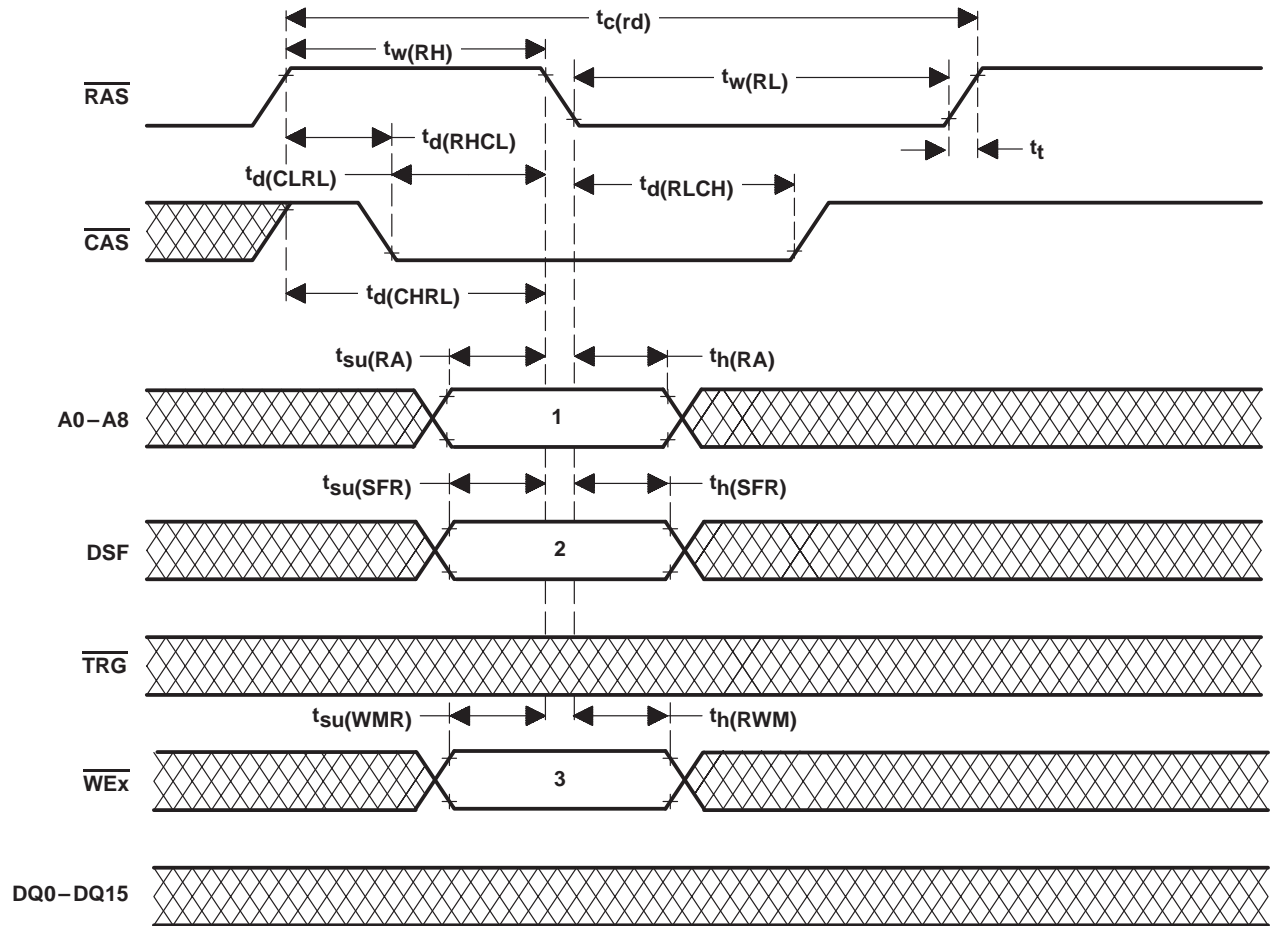 tc(rd)
tw(RH)
tw(RL)
RAS
td(RHCL)
tt
td(CLRL)
td(RLCH)
CAS
td(CHRL)
tsu(RA)
th(RA)
A0–A8
1
tsu(SFR)
th(SFR)
DSF
2
TRG
tsu(WMR)
th(RWM)
WEx
3
DQ0–DQ15